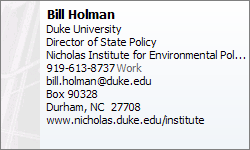 Bill Holman
Duke University
Director of State Policy
Nicholas Institute for Environmental Pol...
919-613-8737 Work
bill.holman@duke.edu
Box 90328
Durham, NC  27708
www.nicholas.duke.edu/institute